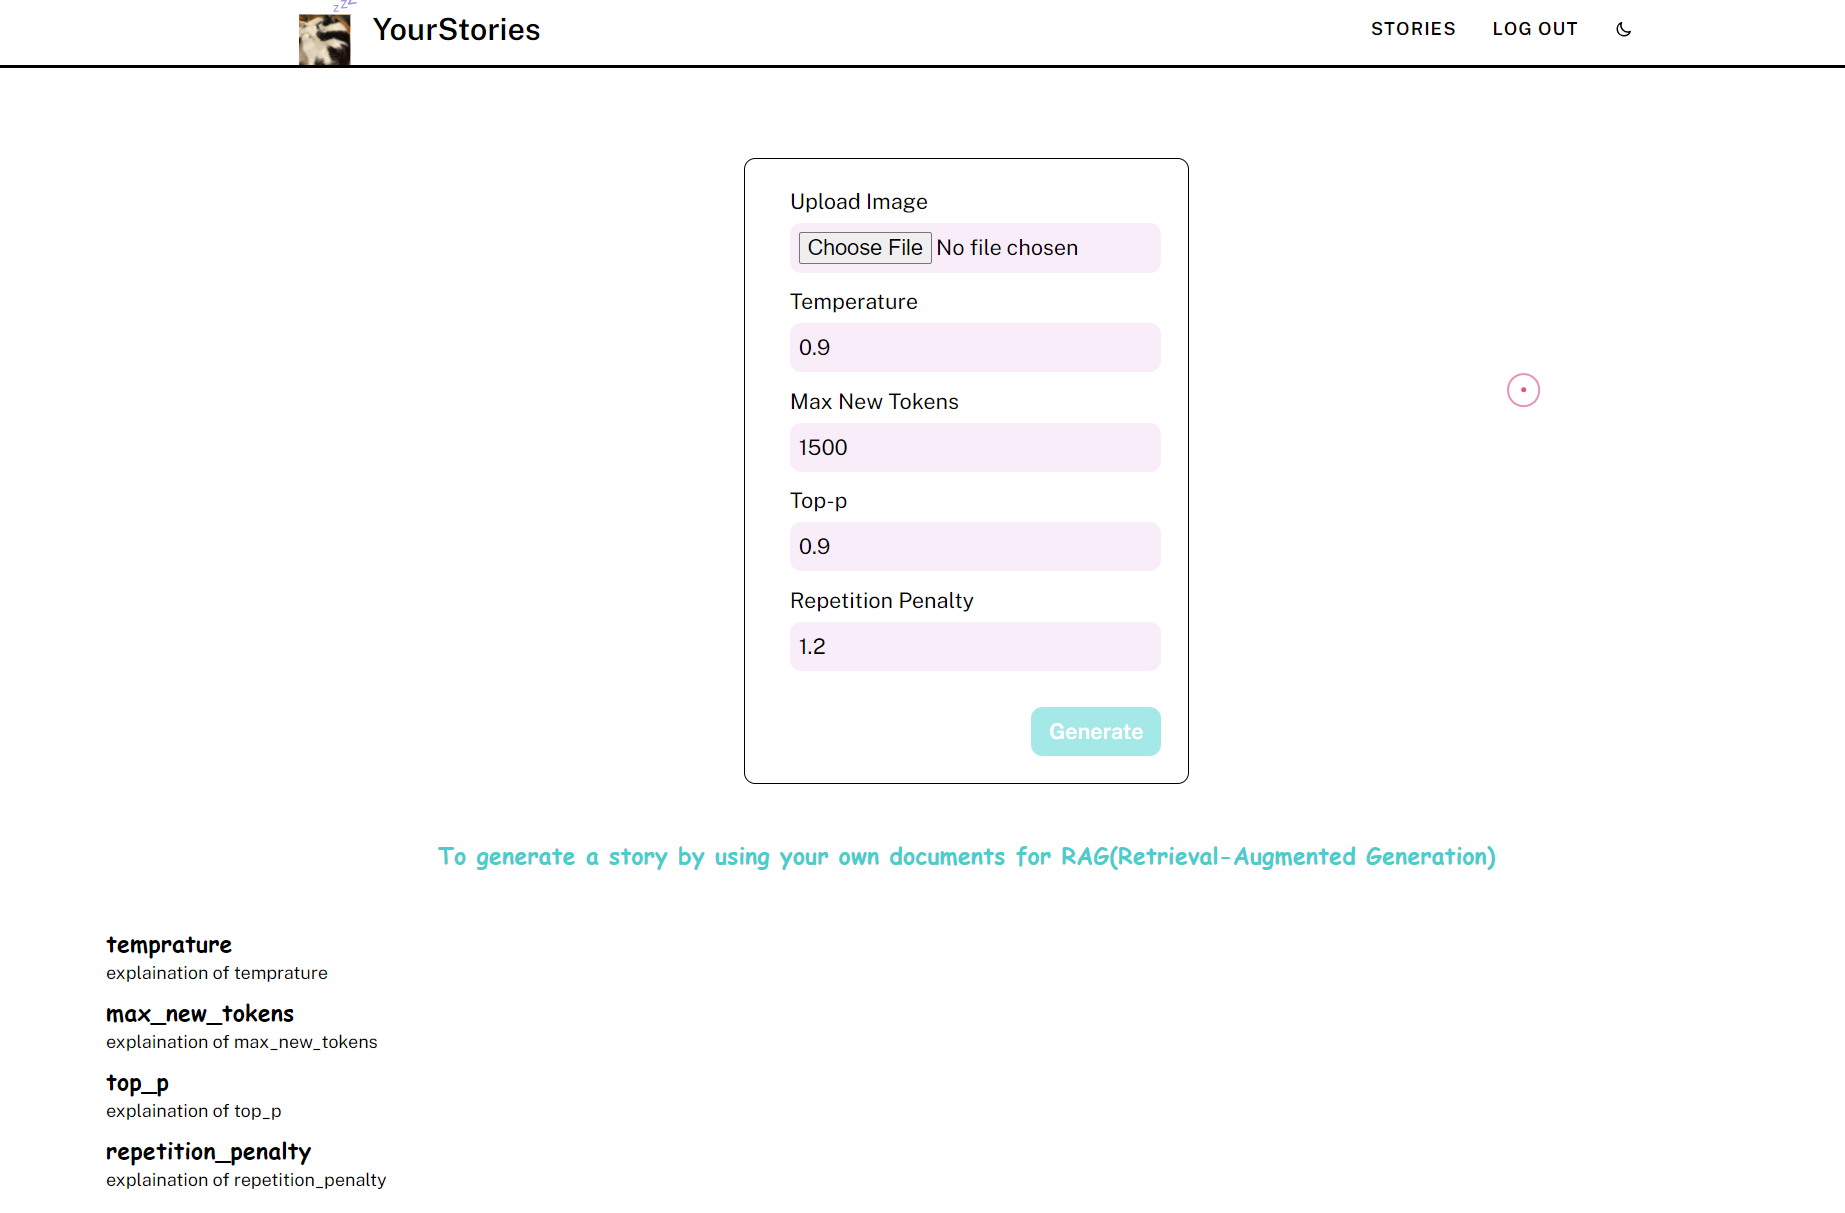 zzz
YourStories
STORIES
LOG OUT
Upload Image
Choose File No file chosen
Temperature
0.9
Max New Tokens
1500
Top-p
0.9
Repetition Penalty
1.2
Generate
To generate a story by using your own documents for RAG(Retrieval-Augmented Generation)
temprature
explaination of temprature
max_new_tokens
explaination of max_new_tokens
top_p
explaination of top_p
repetition_penalty
explaination of repetition_penalty